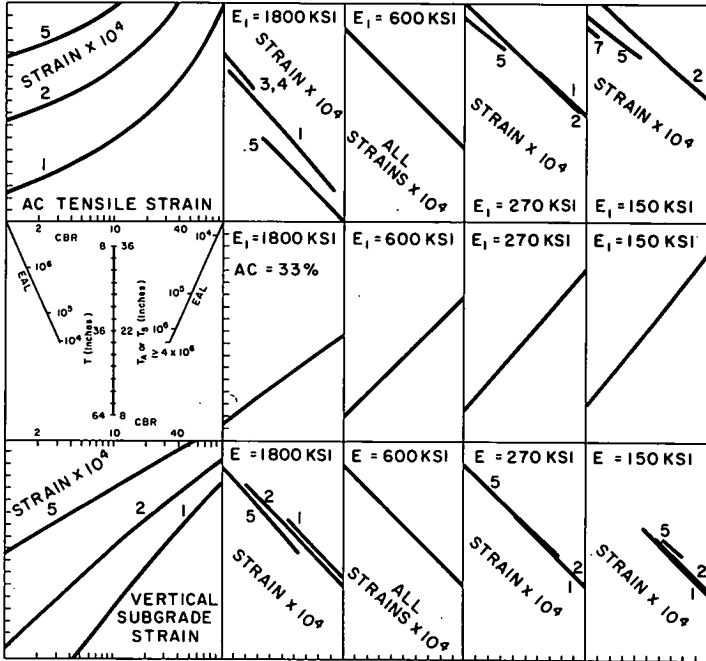 5
STRAIN × 10⁴
2
1
AC TENSILE STRAIN
E₁ = 1800 KSI
STRAIN × 10⁴
3,4
1
.5
E₁ = 600 KSI
ALL
STRAINS × 10⁴
5
1
2
STRAIN × 10⁴
E₁ = 270 KSI
7 5
2
STRAIN × 10⁴
E₁ = 150 KSI
2 10 40
CBR
8 36
10⁴
10⁶
EAL
10⁵
10⁴
T (Inches)
36 22
T_A or T_S (Inches)
10⁵
EAL
10⁶
≥ 4 × 10⁶
64 8
CBR
2 10 40
E₁ = 1800 KSI
AC = 33%
E₁ = 600 KSI
E₁ = 270 KSI
E₁ = 150 KSI
STRAIN × 10⁴
5
2
1
VERTICAL
SUBGRADE
STRAIN
E = 1800 KSI
2
5
1
STRAIN × 10⁴
E = 600 KSI
ALL
STRAINS × 10⁴
E = 270 KSI
5
2
1
STRAIN × 10⁴
E = 150 KSI
5
2
1
STRAIN × 10⁴